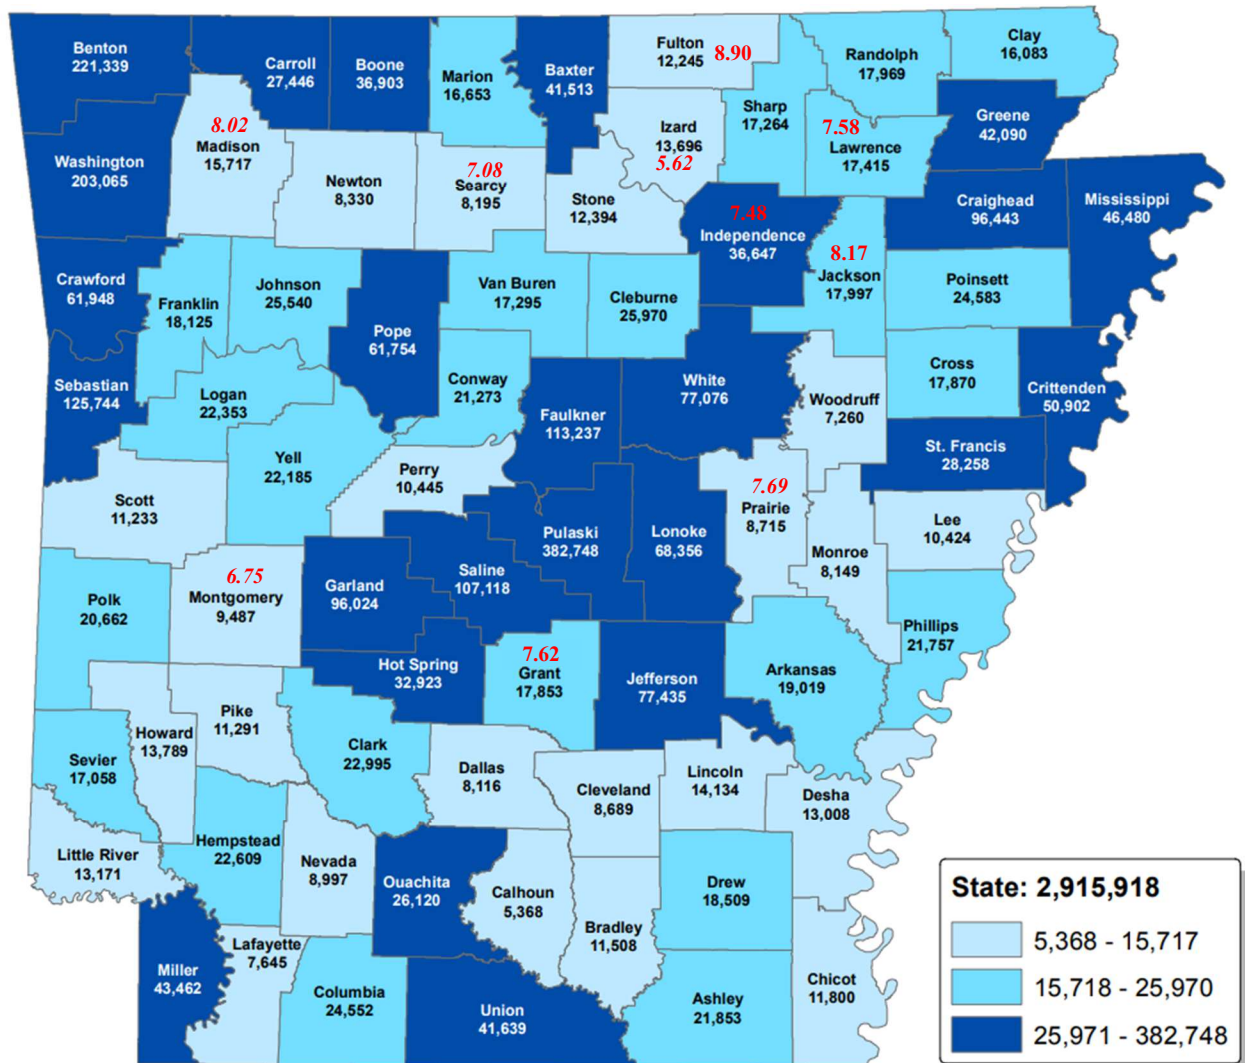 Benton
221,339
Carroll
27,446
Boone
36,903
Marion
16,653
Baxter
41,513
Fulton 8.90
12,245
Randolph
17,969
Clay
16,083
8.02
Madison
15,717
Washington
203,065
Newton
8,330
7.08
Searcy
8,195
Stone
12,394
Izard
13,696
5.62
Sharp
17,264
7.58
Lawrence
17,415
Greene
42,090
7.48
Independence
36,647
Craighead
96,443
Mississippi
46,480
Crawford
61,948
Franklin
18,125
Johnson
25,540
Pope
61,754
Van Buren
17,295
Cleburne
25,970
8.17
Jackson
17,997
Poinsett
24,583
Sebastian
125,744
Logan
22,353
Conway
21,273
Faulkner
113,237
White
77,076
Woodruff
7,260
Cross
17,870
Crittenden
50,902
Yell
22,185
Perry
10,445
St. Francis
28,258
Scott
11,233
Pulaski
382,748
Lonoke
68,356
7.69
Prairie
8,715
Monroe
8,149
Lee
10,424
Polk
20,662
6.75
Montgomery
9,487
Garland
96,024
Saline
107,118
Phillips
21,757
Hot Spring
32,923
7.62
Grant
17,853
Jefferson
77,435
Arkansas
19,019
Sevier
17,058
Howard
13,789
Pike
11,291
Clark
22,995
Dallas
8,116
Cleveland
8,689
Lincoln
14,134
Desha
13,008
Little River
13,171
Hempstead
22,609
Nevada
8,997
Ouachita
26,120
Calhoun
5,368
Bradley
11,508
Drew
18,509
Miller
43,462
Lafayette
7,645
Columbia
24,552
Union
41,639
Ashley
21,853
Chicot
11,800
State: 2,915,918
5,368 - 15,717
15,718 - 25,970
25,971 - 382,748